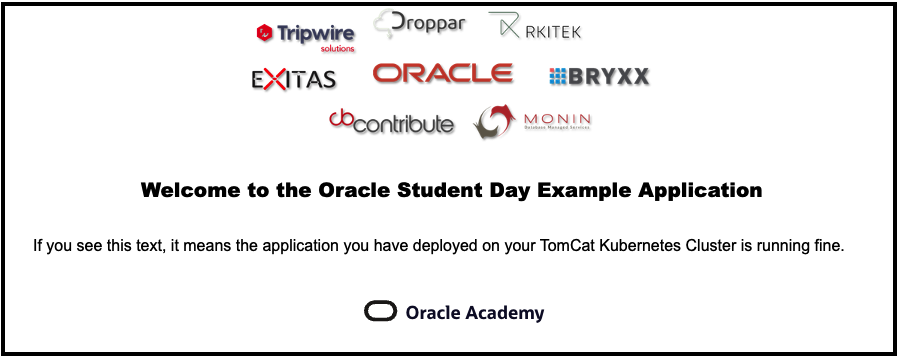 Tripwire
solutions
Droppar
RKITEK
EXITAS
ORACLE
BRYXX
cbcontribute
MONIN
Database Managed Services
Welcome to the Oracle Student Day Example Application
If you see this text, it means the application you have deployed on your TomCat Kubernetes Cluster is running fine.
Oracle Academy